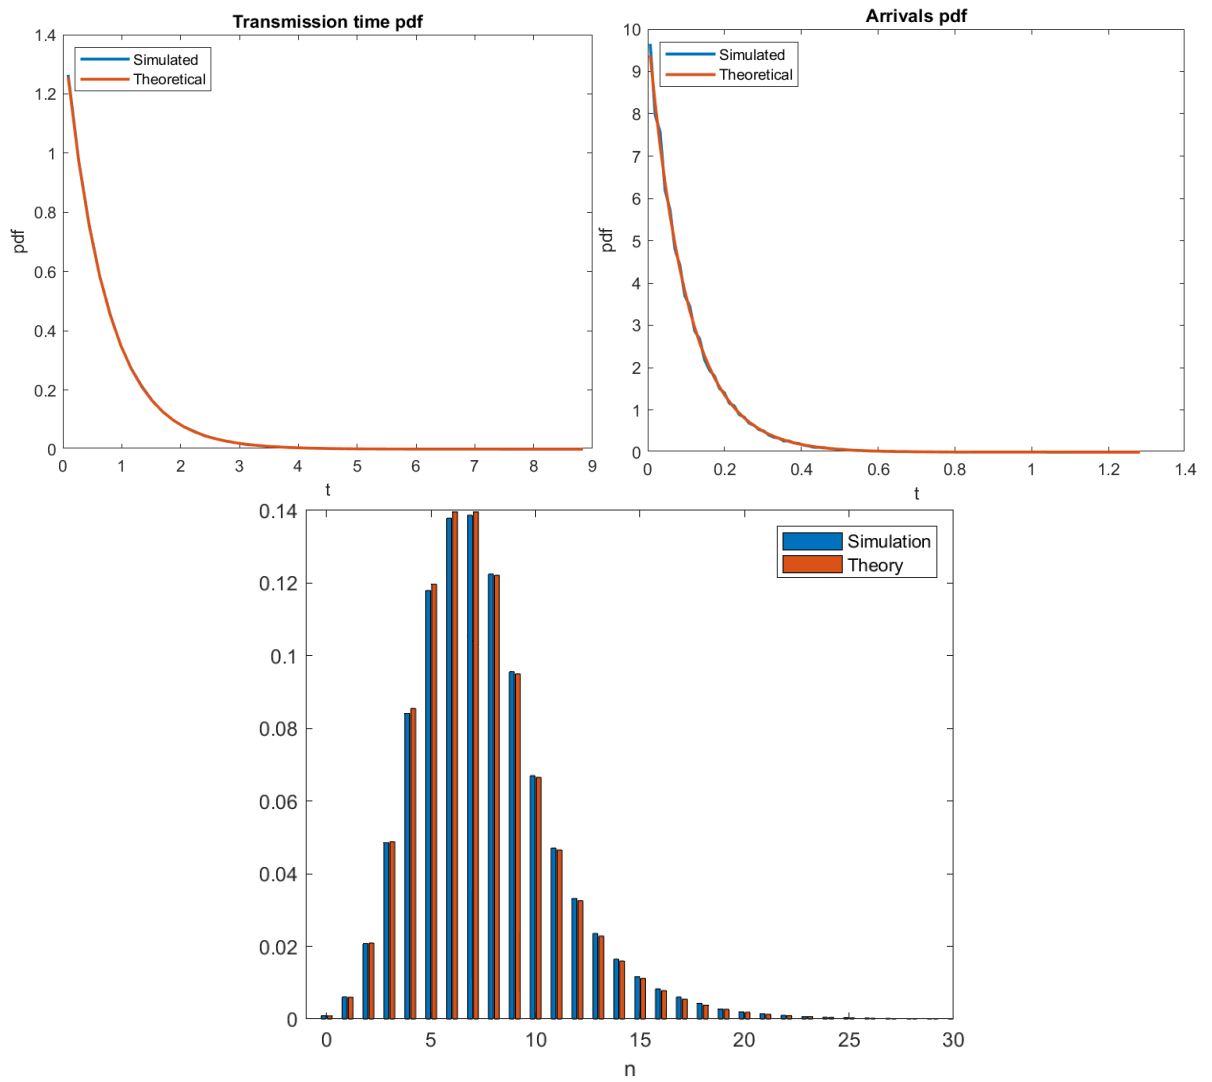 Transmission time pdf
1.4
1.2
1
0.8
0.6
0.4
0.2
0
pdf
Simulated
Theoretical
0 1 2 3 4 5 6 7 8 9
t
Arrivals pdf
10
9
8
7
6
5
4
3
2
1
0
pdf
Simulated
Theoretical
0 0.2 0.4 0.6 0.8 1 1.2 1.4
t
0.14
0.12
0.1
0.08
0.06
0.04
0.02
0
Simulation
Theory
0 5 10 15 20 25 30
n